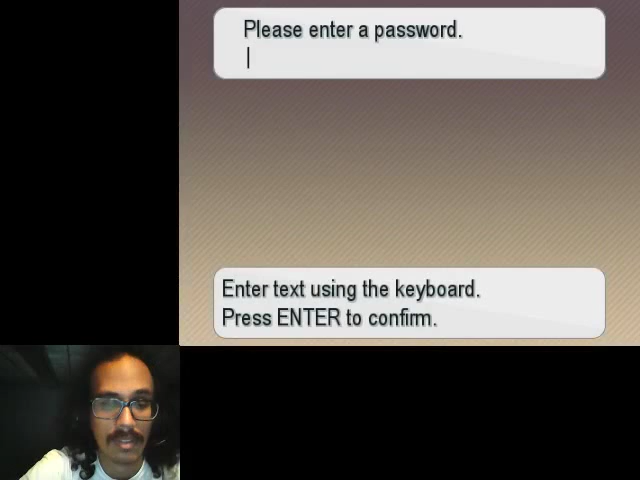 Please enter a password.
Enter text using the keyboard.
Press ENTER to confirm.